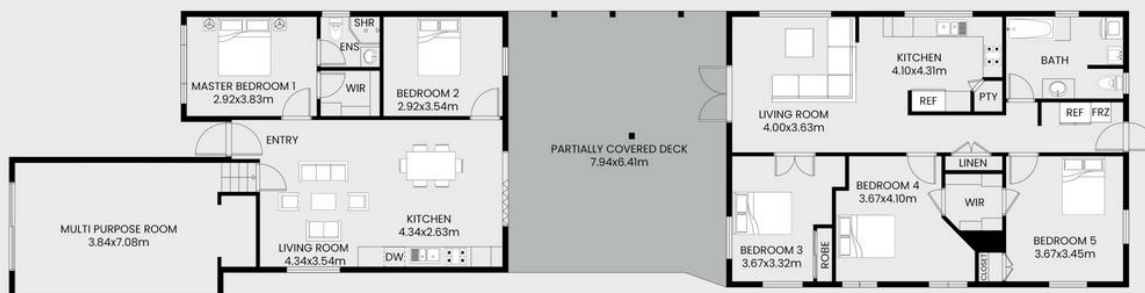 SHR
ENS
MASTER BEDROOM 1
2.92x3.83m
WIR
BEDROOM 2
2.92x3.54m
ENTRY
MULTI PURPOSE ROOM
3.84x7.08m
LIVING ROOM
4.34x3.54m
KITCHEN
4.34x2.63m
DW
PARTIALLY COVERED DECK
7.94x6.41m
LIVING ROOM
4.00x3.63m
KITCHEN
4.10x4.31m
REF
PTY
BATH
REF FRZ
LINEN
BEDROOM 3
3.67x3.32m
ROBE
BEDROOM 4
3.67x4.10m
WIR
CLOSET
BEDROOM 5
3.67x3.45m